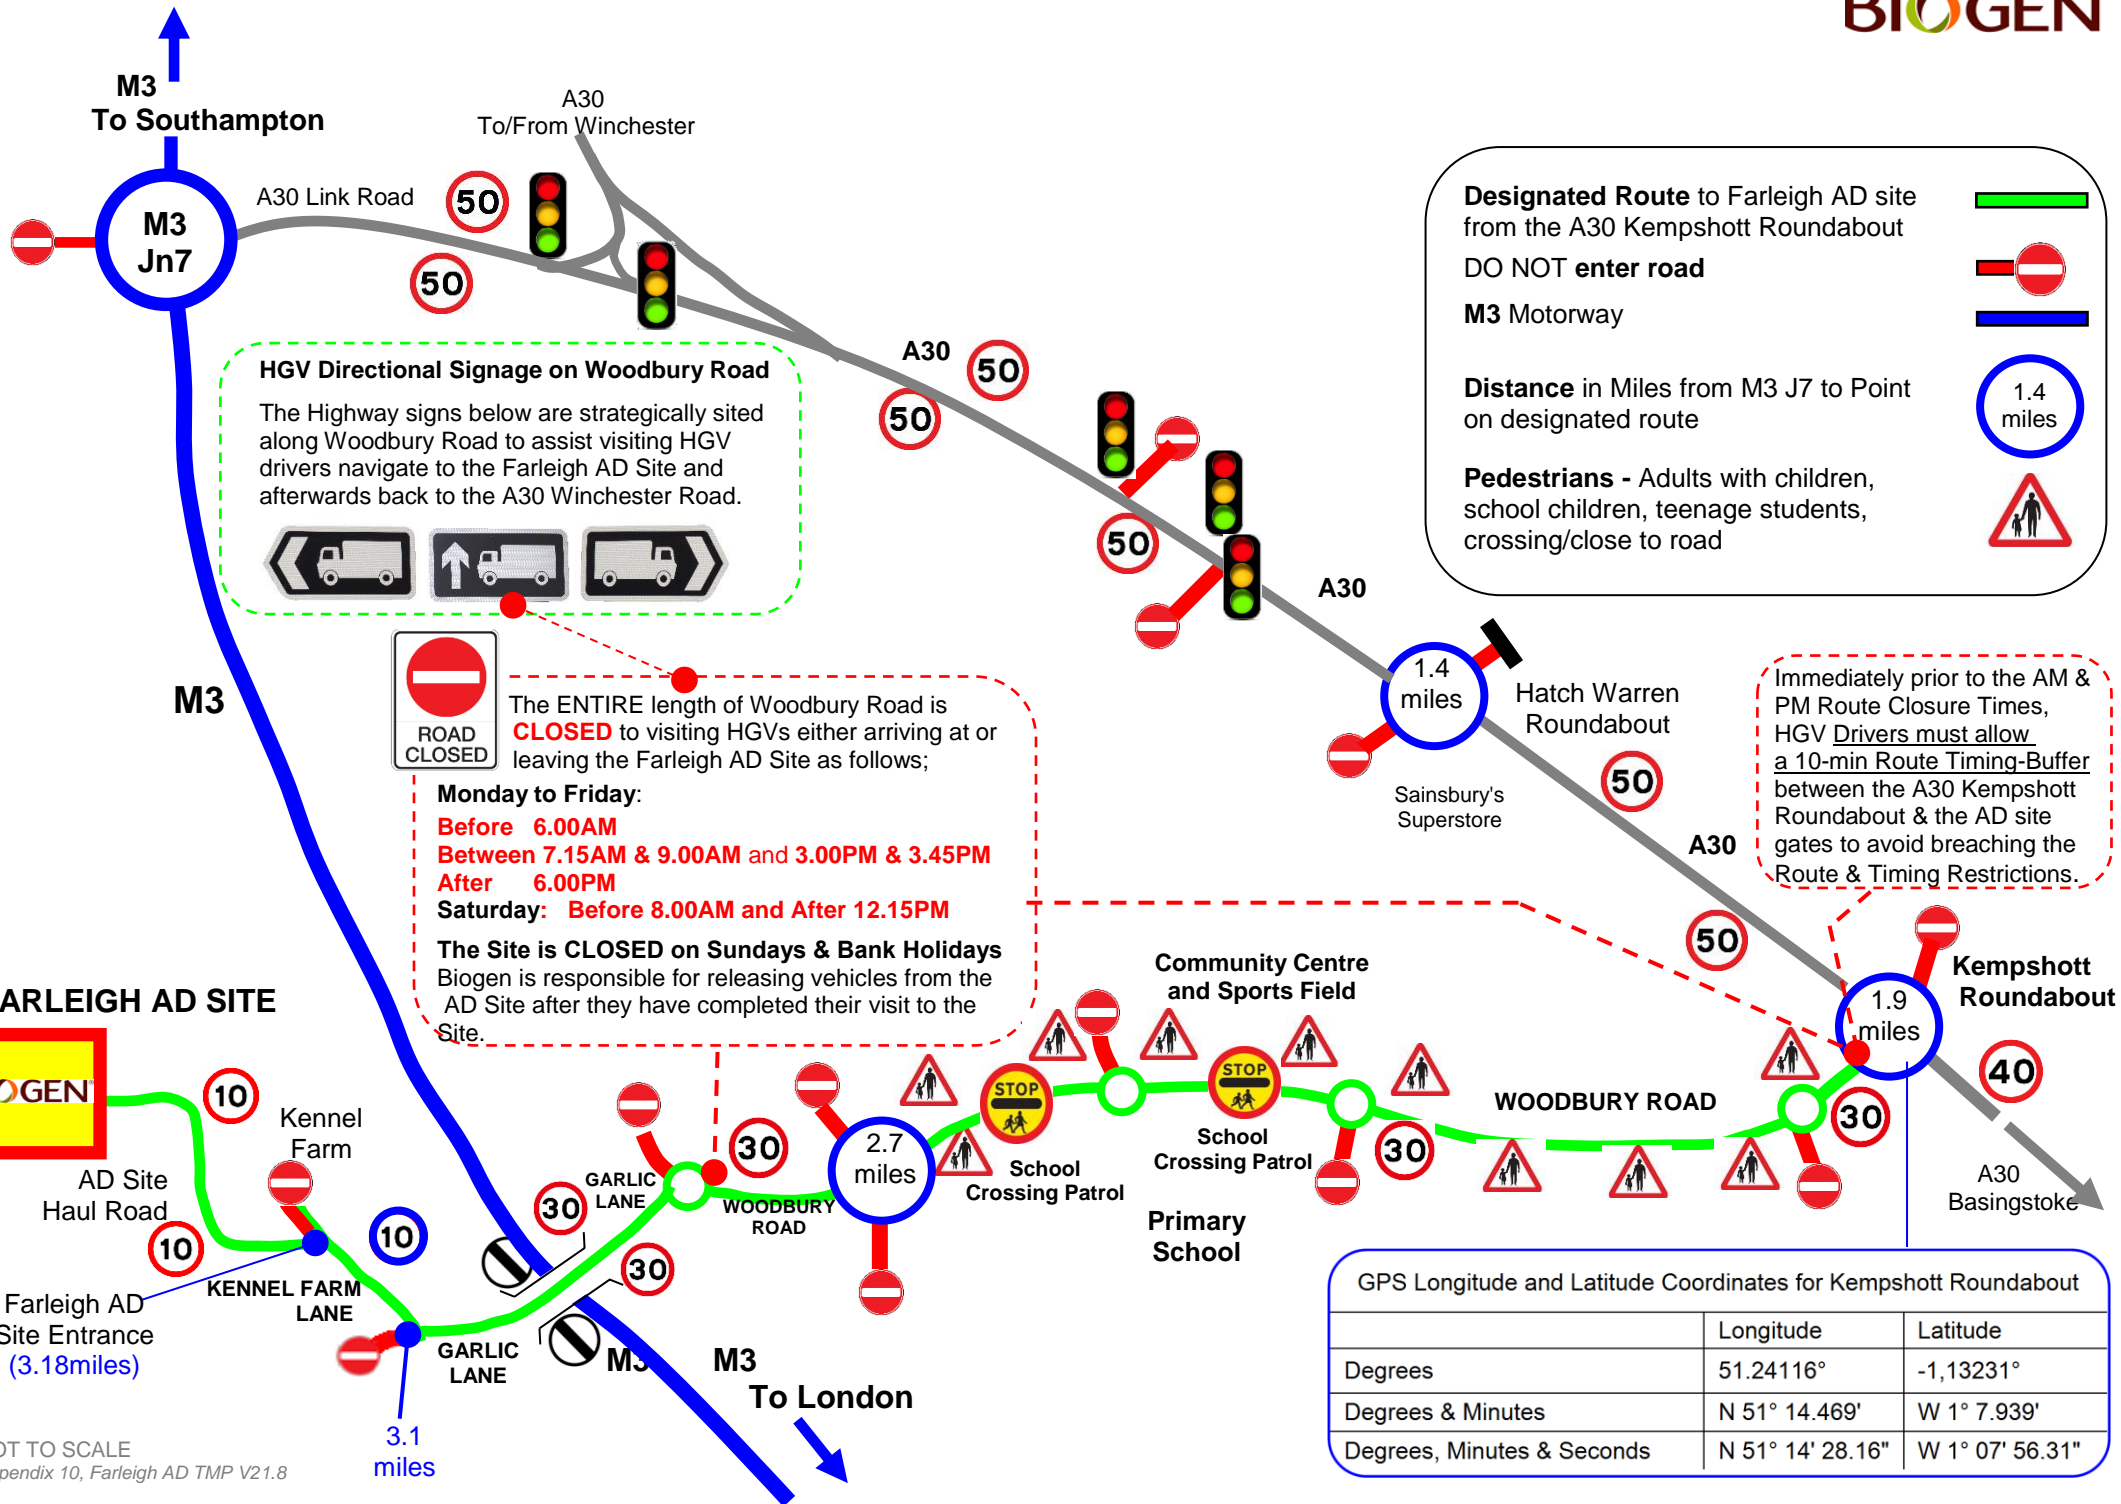 BIOGEN
M3
To Southampton
A30
To/From Winchester
A30 Link Road
50
50
M3
Jn7
Designated Route to Farleigh AD site
from the A30 Kempshott Roundabout
DO NOT enter road
M3 Motorway
Distance in Miles from M3 J7 to Point
on designated route
1.4
miles
Pedestrians - Adults with children,
school children, teenage students,
crossing/close to road
HGV Directional Signage on Woodbury Road
The Highway signs below are strategically sited
along Woodbury Road to assist visiting HGV
drivers navigate to the Farleigh AD Site and
afterwards back to the A30 Winchester Road.
A30
50
50
50
A30
M3
ROAD
CLOSED
The ENTIRE length of Woodbury Road is
CLOSED to visiting HGVs either arriving at or
leaving the Farleigh AD Site as follows;
Monday to Friday:
Before 6.00AM
Between 7.15AM & 9.00AM and 3.00PM & 3.45PM
After 6.00PM
Saturday: Before 8.00AM and After 12.15PM
The Site is CLOSED on Sundays & Bank Holidays
Biogen is responsible for releasing vehicles from the
AD Site after they have completed their visit to the
Site.
1.4
miles
Hatch Warren
Roundabout
Sainsbury's
Superstore
50
A30
50
Immediately prior to the AM &
PM Route Closure Times,
HGV Drivers must allow
a 10-min Route Timing-Buffer
between the A30 Kempshott
Roundabout & the AD site
gates to avoid breaching the
Route & Timing Restrictions.
Kempshott
Roundabout
1.9
miles
40
30
A30
Basingstoke
Community Centre
and Sports Field
STOP
STOP
WOODBURY ROAD
School
Crossing Patrol
School
Crossing Patrol
30
Primary
School
2.7
miles
30
WOODBURY
ROAD
GARLIC
LANE
30
30
ARLEIGH AD SITE
OGEN
10
Kennel
Farm
AD Site
Haul Road
10
10
KENNEL FARM
LANE
Farleigh AD
Site Entrance
(3.18miles)
GARLIC
LANE
3.1
miles
M3
M3
To London
OT TO SCALE
pendix 10, Farleigh AD TMP V21.8
GPS Longitude and Latitude Coordinates for Kempshott Roundabout
Longitude Latitude
Degrees 51.24116° -1,13231°
Degrees & Minutes N 51° 14.469' W 1° 7.939'
Degrees, Minutes & Seconds N 51° 14' 28.16" W 1° 07' 56.31"